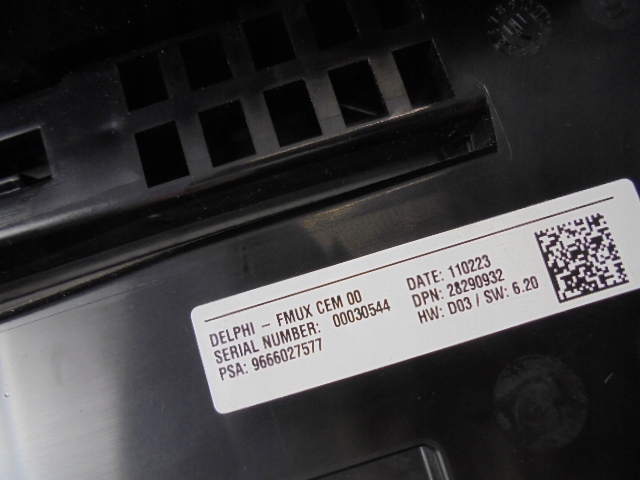 DELPHI - FMUX CEM 00
SERIAL NUMBER: 00030544
PSA: 9666027577
DATE: 110223
DPN: 28290932
HW: D03 / SW: 6.20